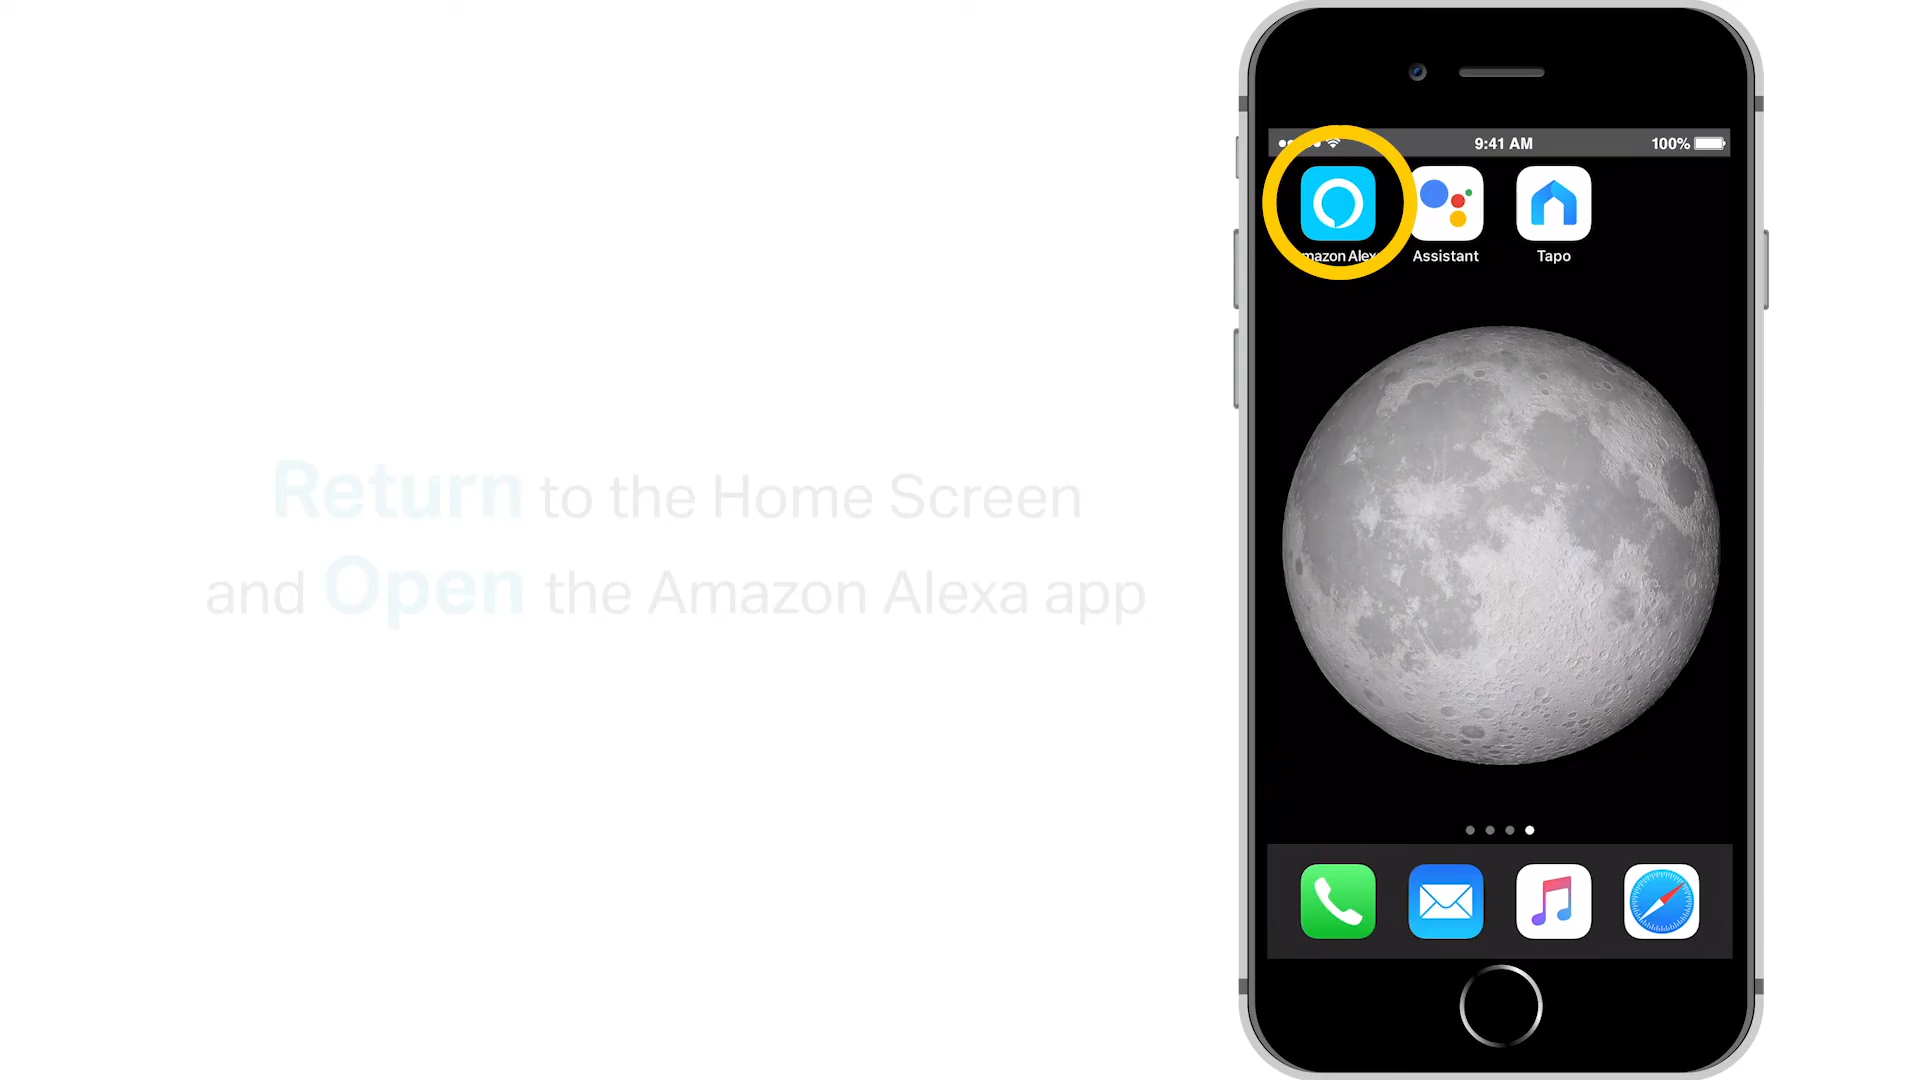 9:41 AM
100%
mazon Alex
Assistant
Tapo
Return to the Home Screen
and Open the Amazon Alexa app